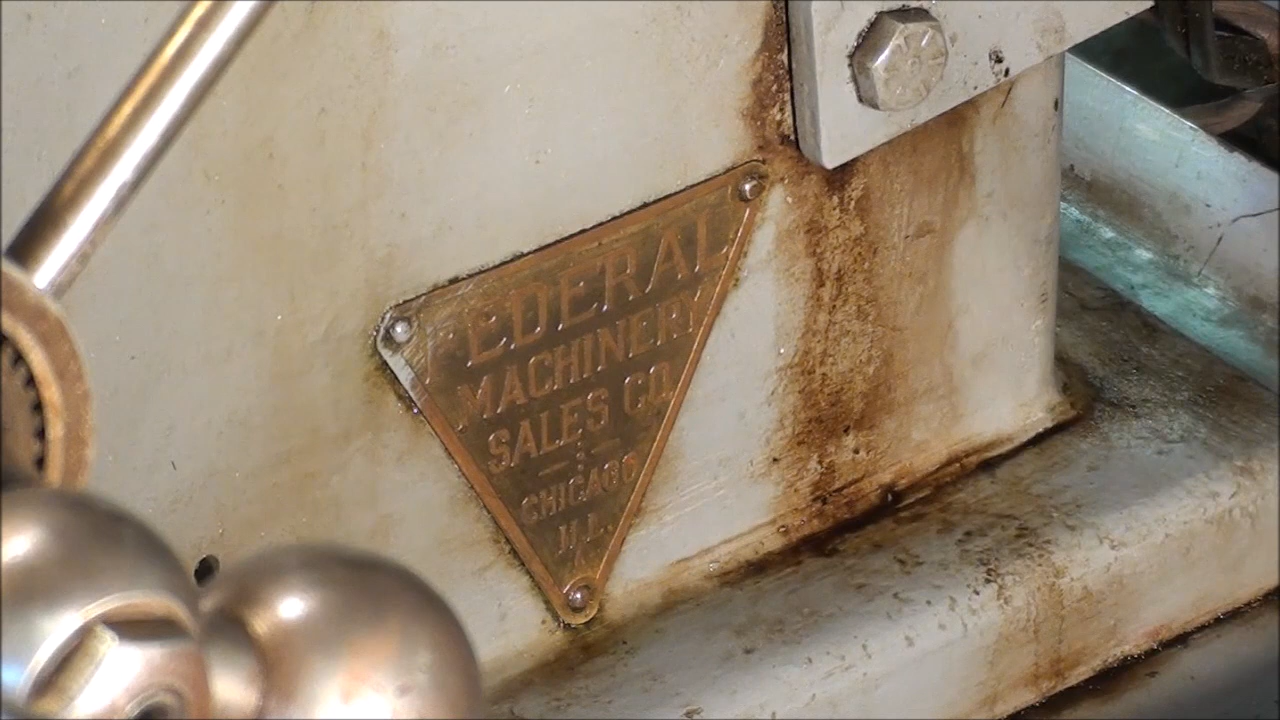 FEDERAL
MACHINERY
SALES CO.
CHICAGO
ILL.